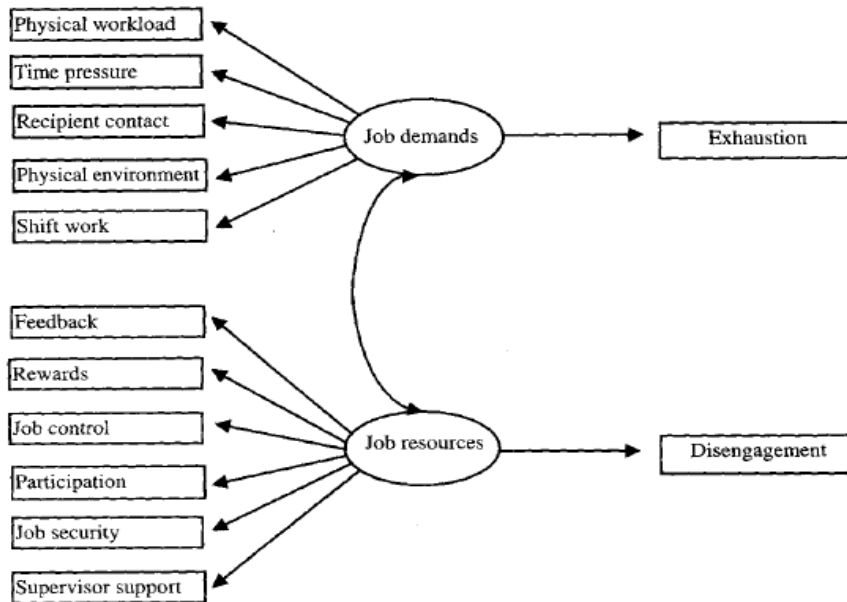 Physical workload
Time pressure
Recipient contact
Physical environment
Shift work
Job demands
Exhaustion
Feedback
Rewards
Job control
Participation
Job security
Supervisor support
Job resources
Disengagement